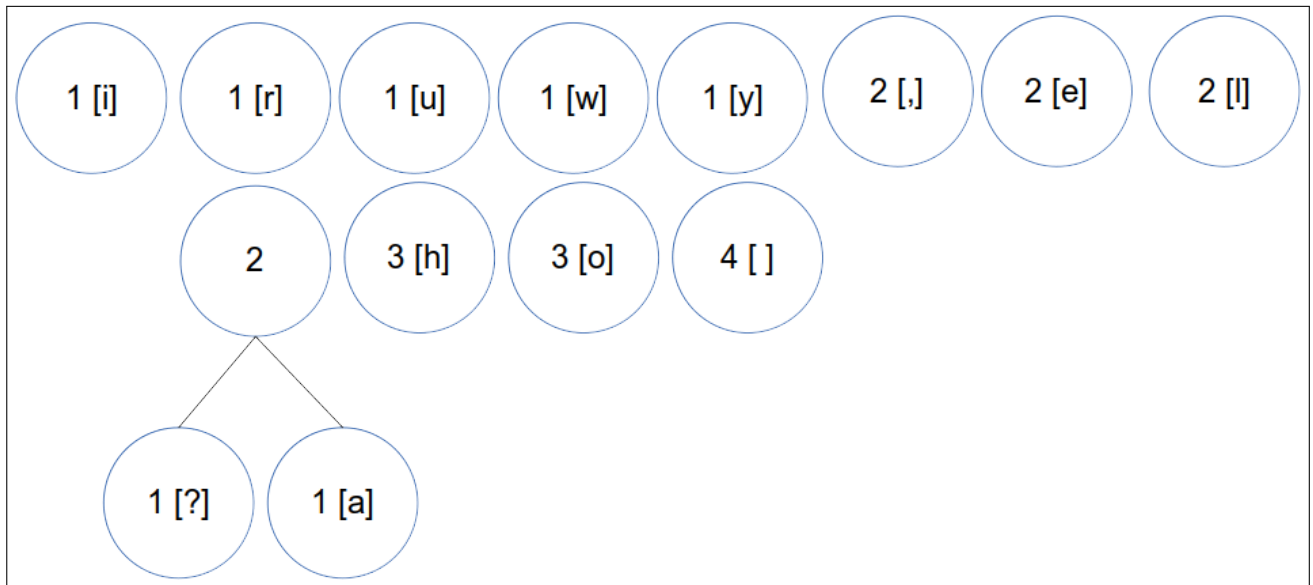 1 [i] 1 [r] 1 [u] 1 [w] 1 [y] 2 [,] 2 [e] 2 [l]
2 3 [h] 3 [o] 4 [ ]
1 [?] 1 [a]